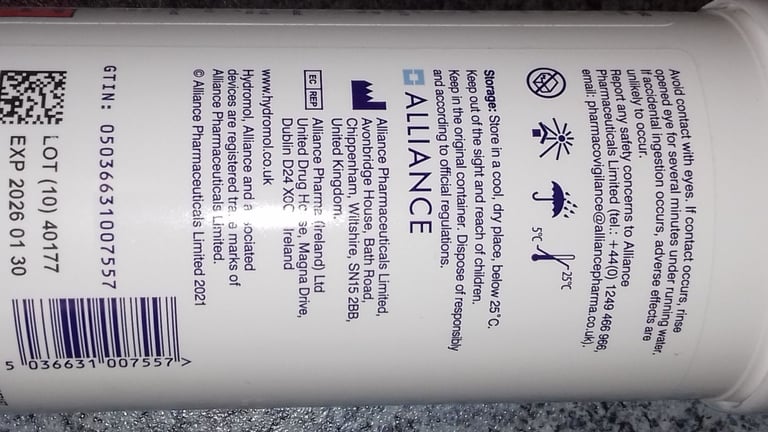 Avoid contact with eyes. If contact occurs, rinse
opened eye for several minutes under running water.
If accidental ingestion occurs, adverse effects are
unlikely to occur.
Report any safety concerns to Alliance
Pharmaceuticals Limited (tel.: +44(0) 1249 466 966,
email: pharmacovigilance@alliancepharma.co.uk).
5°C
25°C
Storage: Store in a cool, dry place, below 25°C.
Keep out of the sight and reach of children.
Keep in the original container. Dispose of responsibly
and according to official regulations.
ALLIANCE
Alliance Pharmaceuticals Limited,
Avonbridge House, Bath Road,
Chippenham, Wiltshire, SN15 2BB,
United Kingdom.
EC REP
Alliance Pharma (Ireland) Ltd
United Drug House, Magna Drive,
Dublin D24 X0C Ireland
www.hydromol.co.uk
Hydromol, Alliance and associated
devices are registered trade marks of
Alliance Pharmaceuticals Limited.
© Alliance Pharmaceuticals Limited 2021
GTIN: 05036631007557
LOT (10) 40177
EXP 2026 01 30
5 036631 007557 >